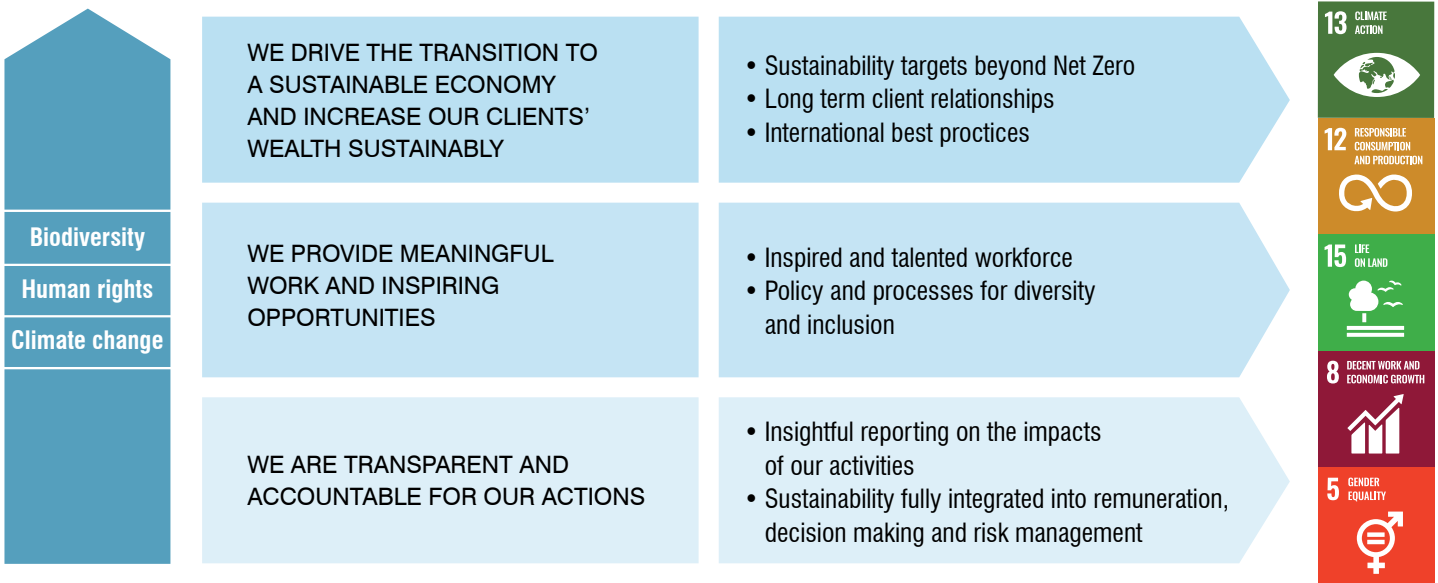 Biodiversity
Human rights
Climate change
WE DRIVE THE TRANSITION TO
A SUSTAINABLE ECONOMY
AND INCREASE OUR CLIENTS’
WEALTH SUSTAINABLY
• Sustainability targets beyond Net Zero
• Long term client relationships
• International best proctices
WE PROVIDE MEANINGFUL
WORK AND INSPIRING
OPPORTUNITIES
• Inspired and talented workforce
• Policy and processes for diversity
and inclusion
WE ARE TRANSPARENT AND
ACCOUNTABLE FOR OUR ACTIONS
• Insightful reporting on the impacts
of our activities
• Sustainability fully integrated into remuneration,
decision making and risk management
13 CLIMATE
ACTION
12 RESPONSIBLE
CONSUMPTION
AND PRODUCTION
15 LIFE
ON LAND
8 DECENT WORK AND
ECONOMIC GROWTH
5 GENDER
EQUALITY